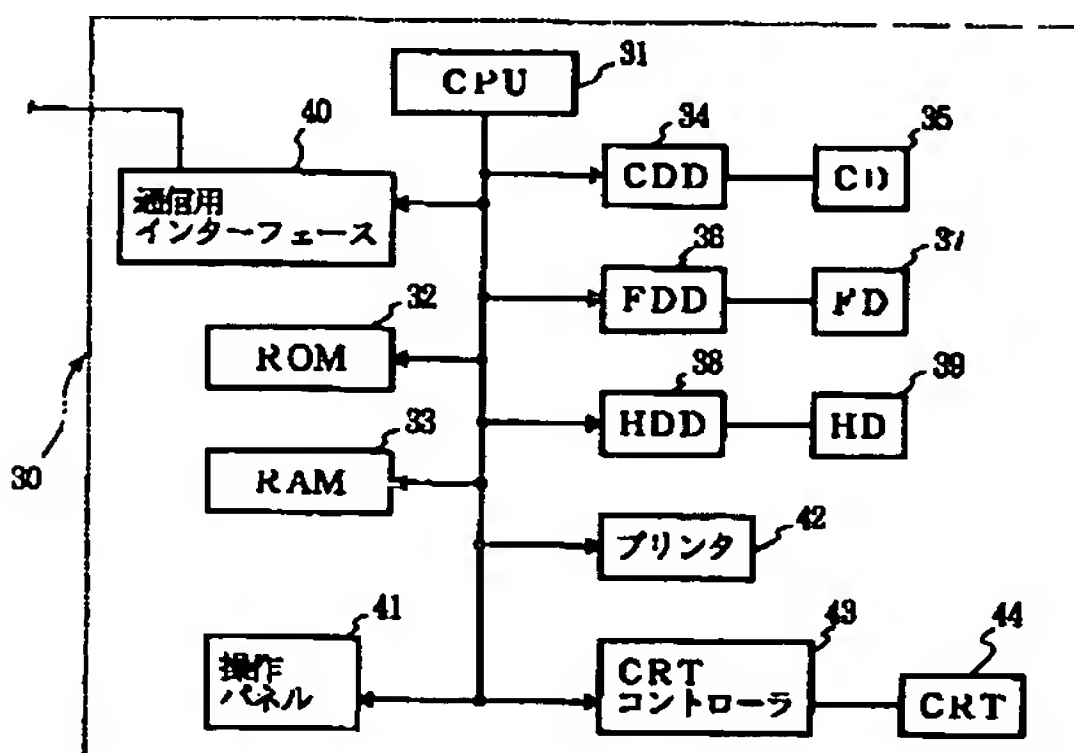 CPU
31
40
通信用
インターフェース
34
CDD
35
CD
36
FDD
37
FD
32
ROM
38
HDD
39
HD
30
33
RAM
42
プリンタ
41
操作
パネル
43
CRT
コントローラ
44
CRT